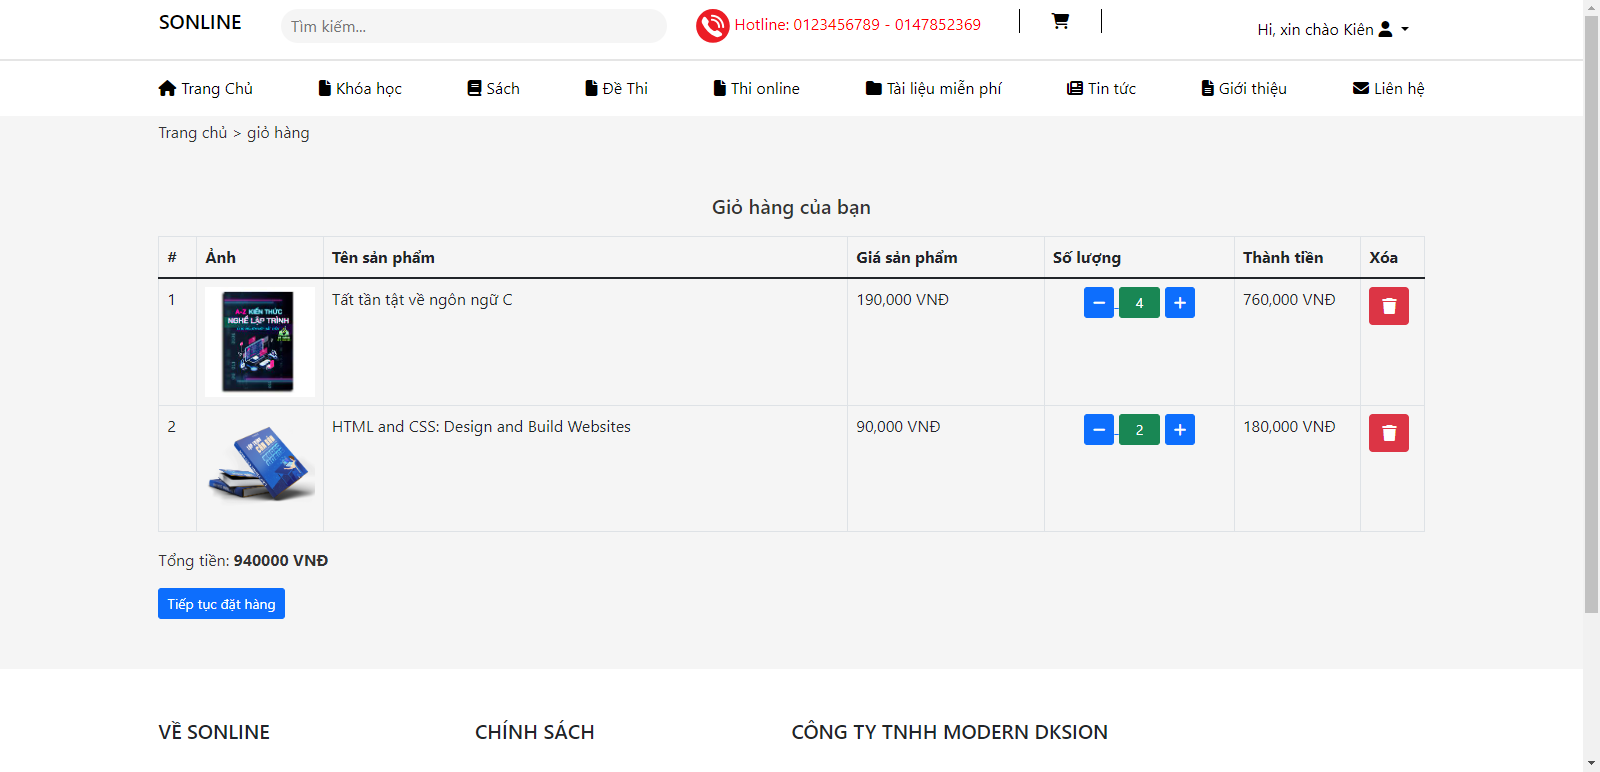 SONLINE
Tìm kiếm...
Hotline: 0123456789 - 0147852369
Hi, xin chào Kiên
Trang Chủ Khóa học Sách Đề Thi Thi online Tài liệu miễn phí Tin tức Giới thiệu Liên hệ
Trang chủ > giỏ hàng
Giỏ hàng của bạn
# Ảnh Tên sản phẩm Giá sản phẩm Số lượng Thành tiền Xóa
1 Tất tần tật về ngôn ngữ C 190,000 VNĐ − 4 + 760,000 VNĐ
A-Z KIẾN THỨC
NGHỀ LẬP TRÌNH
2 HTML and CSS: Design and Build Websites 90,000 VNĐ − 2 + 180,000 VNĐ
Tổng tiền: 940000 VNĐ
Tiếp tục đặt hàng
VỀ SONLINE CHÍNH SÁCH CÔNG TY TNHH MODERN DKSION